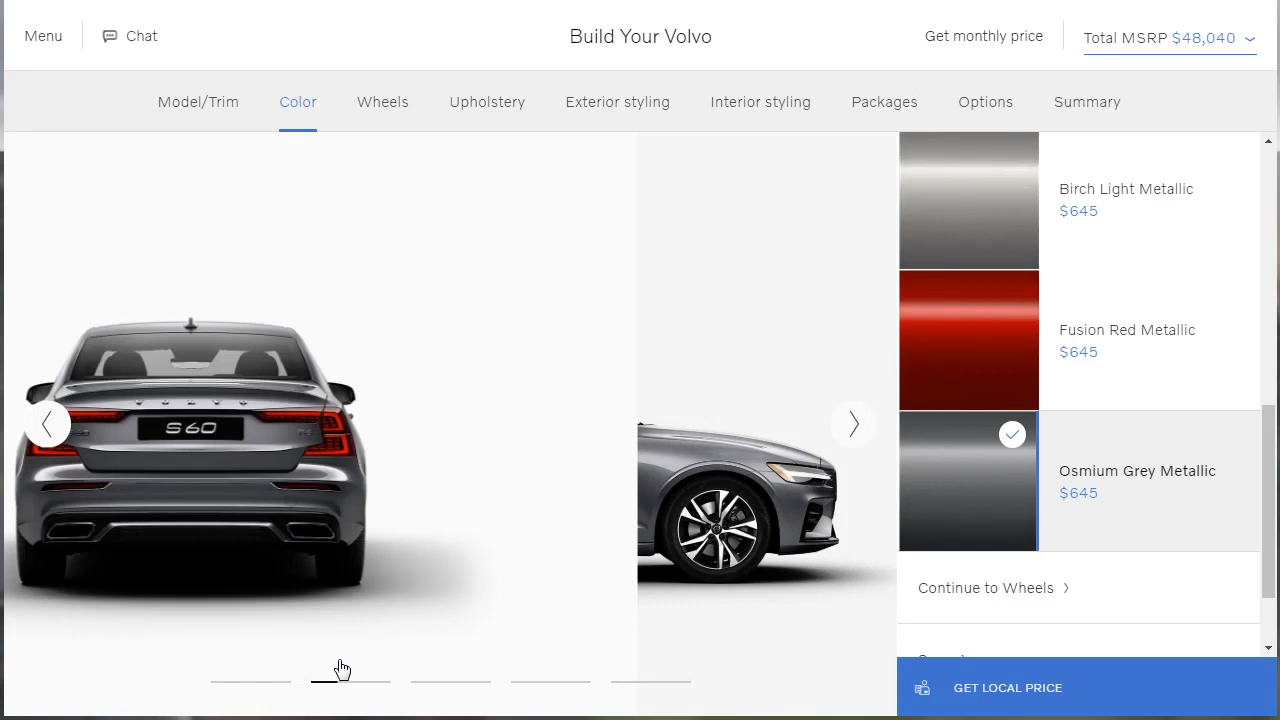 Menu
Chat
Build Your Volvo
Get monthly price
Total MSRP $48,040
Model/Trim
Color
Wheels
Upholstery
Exterior styling
Interior styling
Packages
Options
Summary
VOLVO
S60
Birch Light Metallic
$645
Fusion Red Metallic
$645
Osmium Grey Metallic
$645
Continue to Wheels
GET LOCAL PRICE